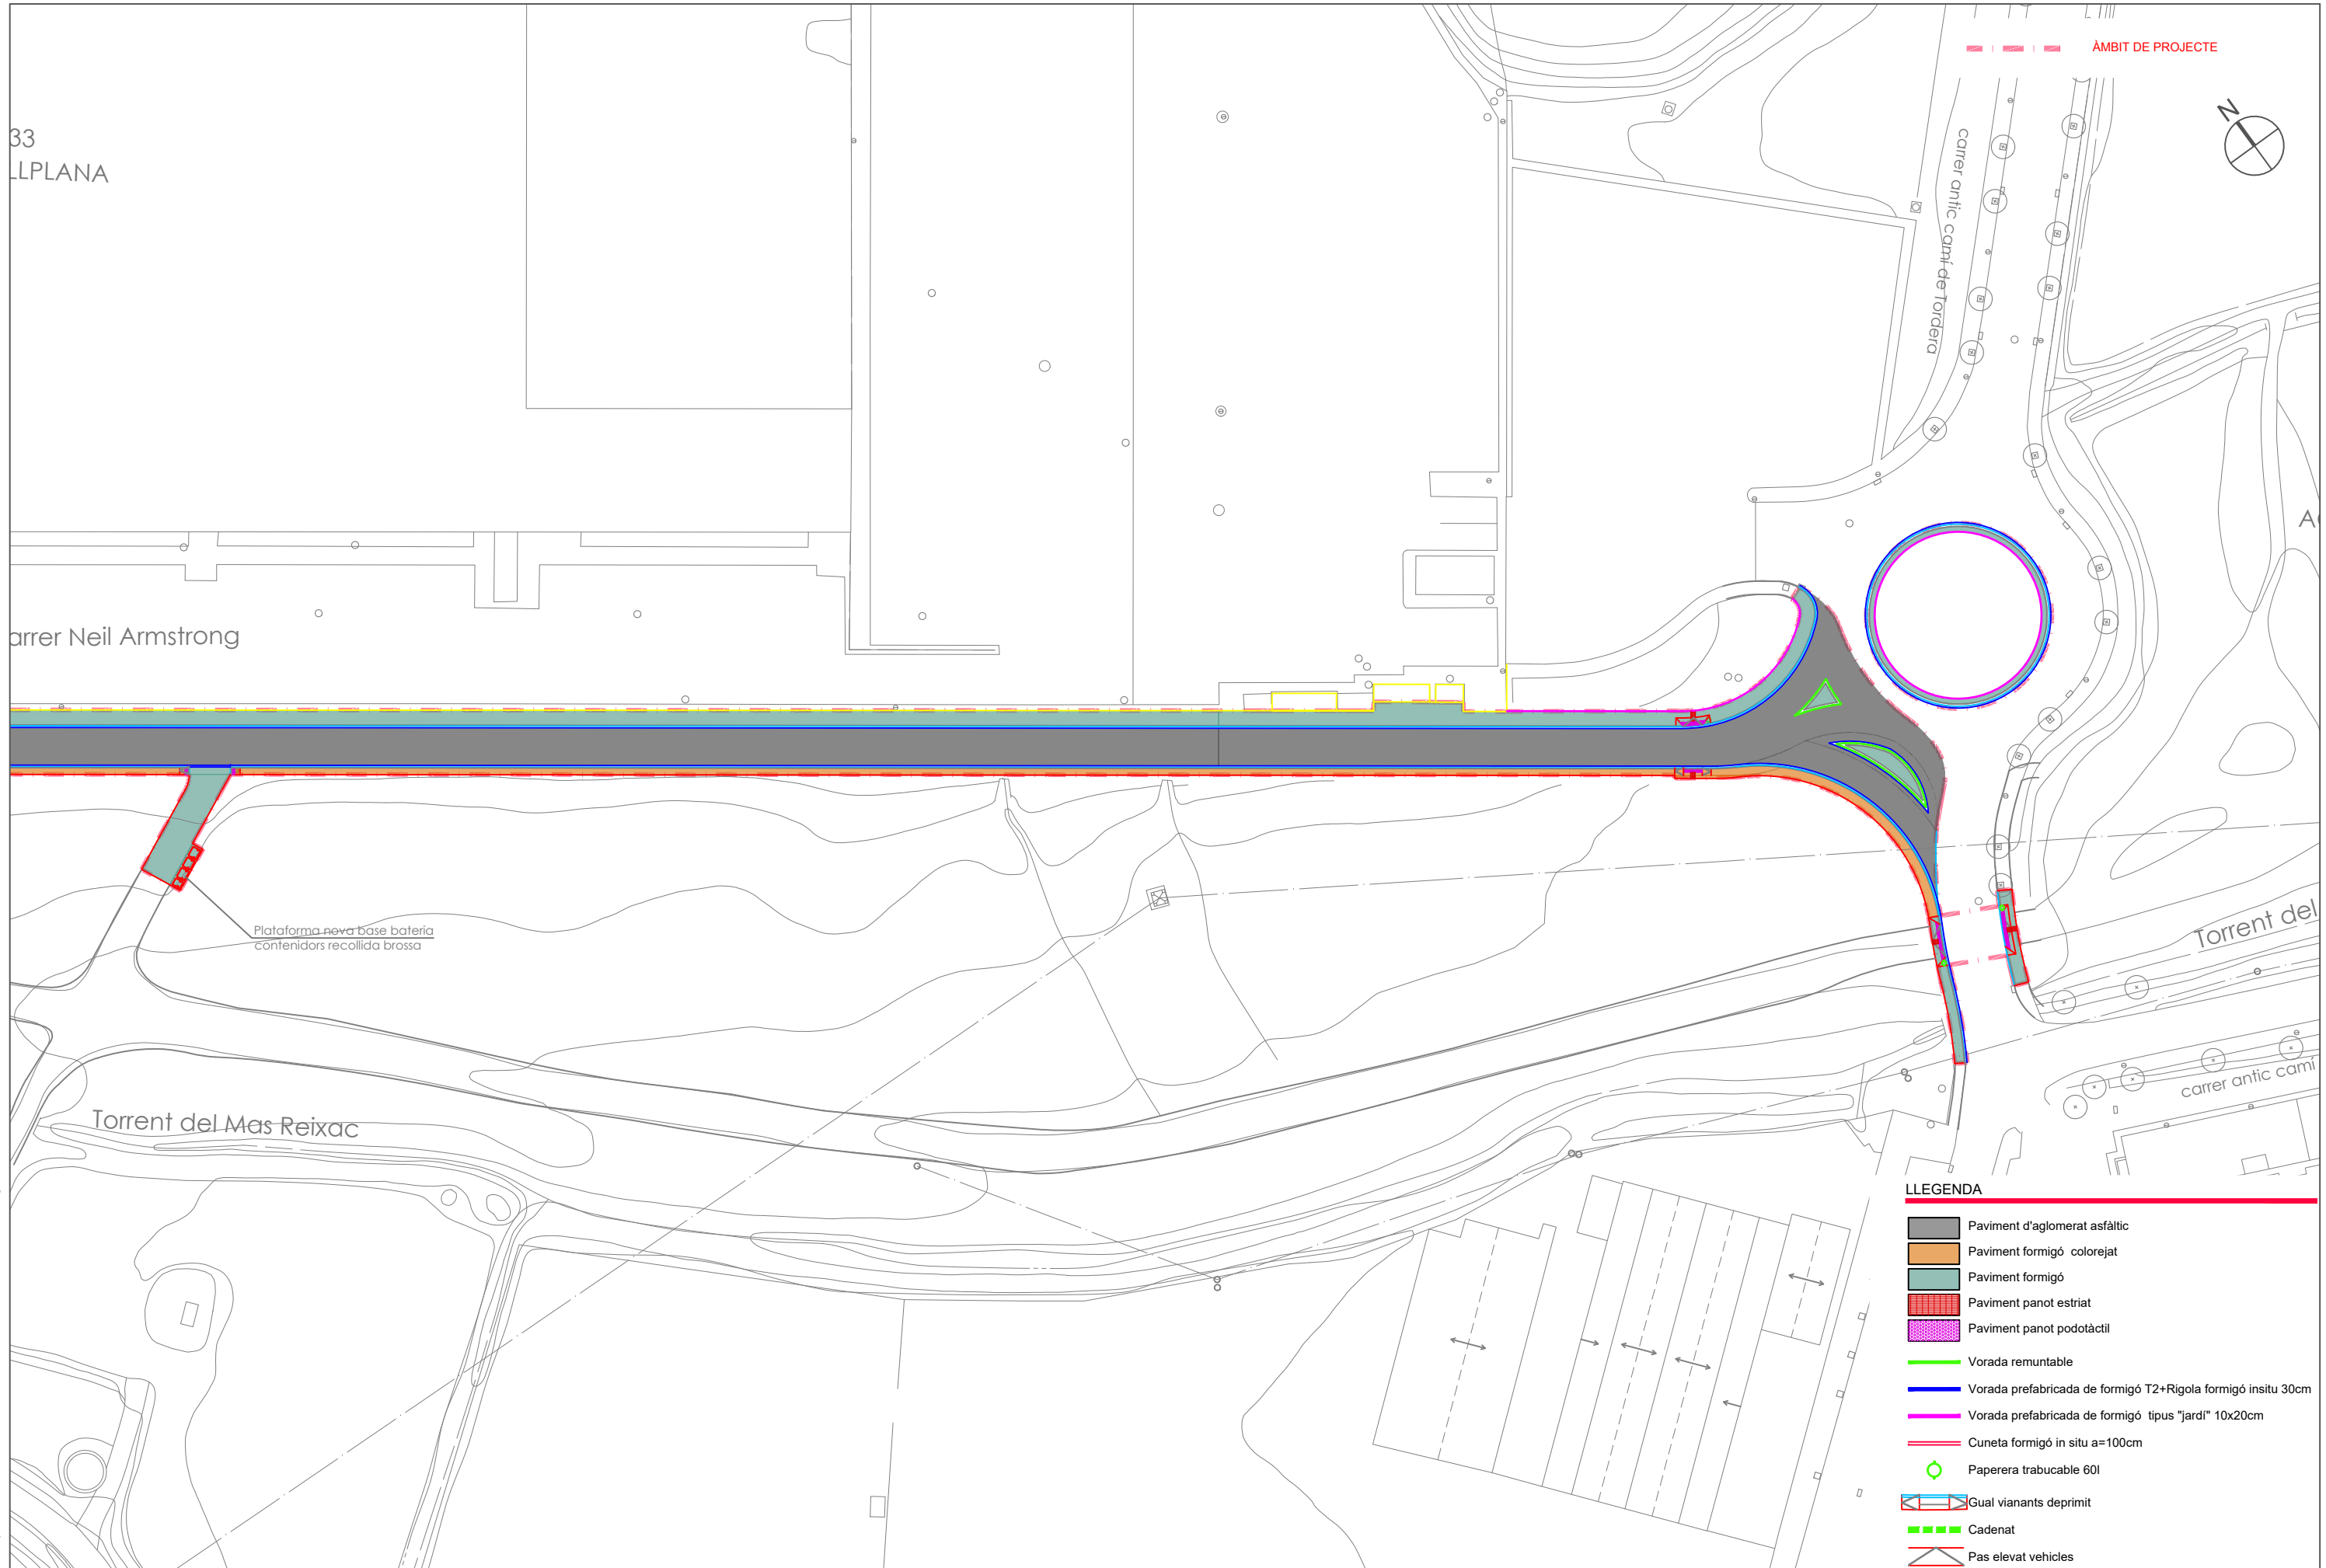 ÀMBIT DE PROJECTE
N
33
LLPLANA
carrer antic camí de Tordera
arrer Neil Armstrong
Plataforma nova base bateria
contenidors recollida brossa
Torrent del
carrer antic camí
Torrent del Mas Reixac
LLEGENDA
Paviment d'aglomerat asfàltic
Paviment formigó colorejat
Paviment formigó
Paviment panot estriat
Paviment panot podotàctil
Vorada remuntable
Vorada prefabricada de formigó T2+Rigola formigó insitu 30cm
Vorada prefabricada de formigó tipus "jardí" 10x20cm
Cuneta formigó in situ a=100cm
Paperera trabucable 60l
Gual vianants deprimit
Cadenat
Pas elevat vehicles